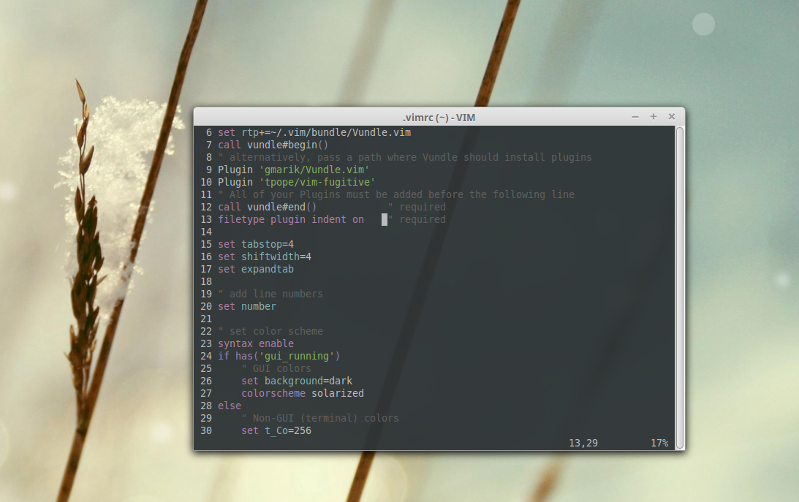 .vimrc (~) - VIM
6 set rtp+=~/.vim/bundle/Vundle.vim
7 call vundle#begin()
8 " alternatively, pass a path where Vundle should install plugins
9 Plugin 'gmarik/Vundle.vim'
10 Plugin 'tpope/vim-fugitive'
11 " All of your Plugins must be added before the following line
12 call vundle#end()            " required
13 filetype plugin indent on    " required
14
15 set tabstop=4
16 set shiftwidth=4
17 set expandtab
18
19 " add line numbers
20 set number
21
22 " set color scheme
23 syntax enable
24 if has('gui_running')
25     " GUI colors
26     set background=dark
27     colorscheme solarized
28 else
29     " Non-GUI (terminal) colors
30     set t_Co=256
13,29         17%